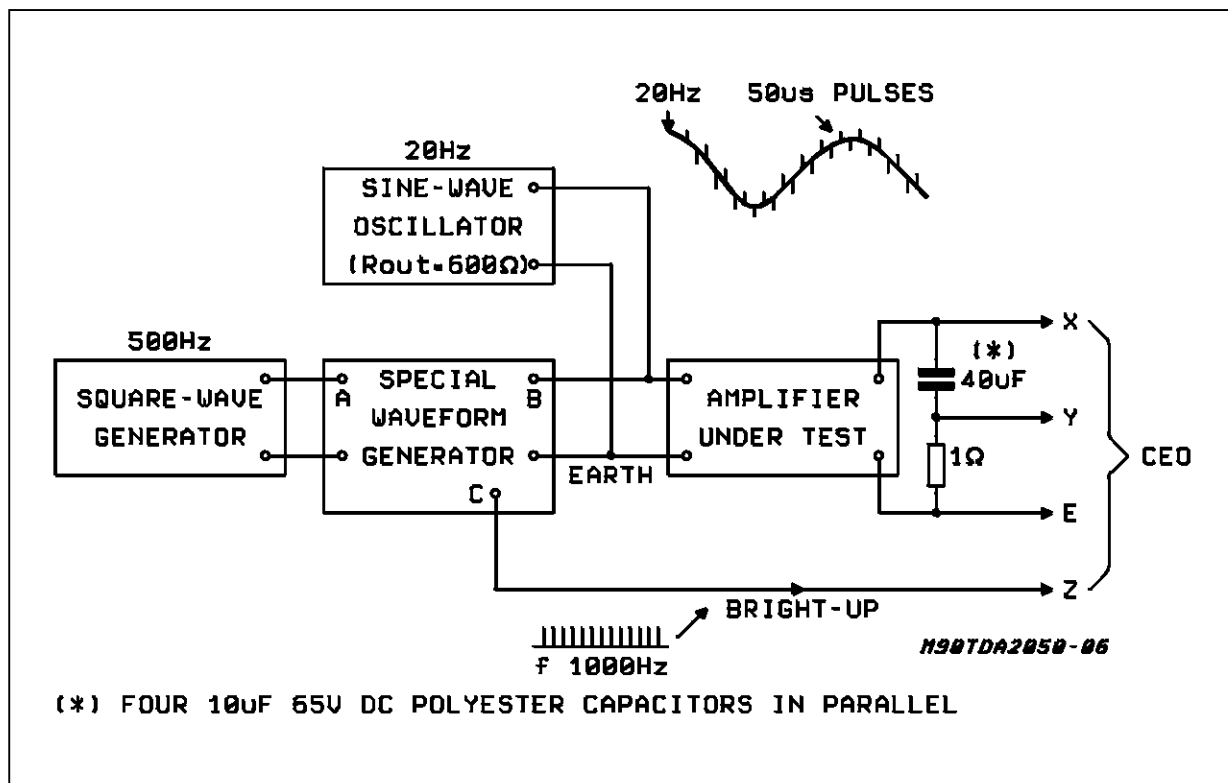 20Hz 50us PULSES
20Hz
SINE-WAVE
OSCILLATOR
(Rout=600Ω)
500Hz
SQUARE-WAVE
GENERATOR
A
SPECIAL
WAVEFORM
GENERATOR
B
C
EARTH
AMPLIFIER
UNDER TEST
(*)
40uF
1Ω
X
Y
E
Z
CEO
BRIGHT-UP
f 1000Hz
M90TDA2050-06
(*) FOUR 10uF 65V DC POLYESTER CAPACITORS IN PARALLEL